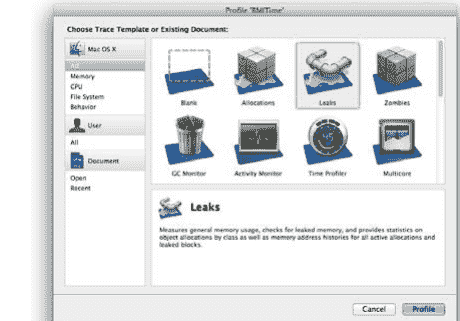 Profile 'BMITime'
Choose Trace Template or Existing Document:
Mac OS X
All
Memory
CPU
File System
Behavior
User
All
Document
Open
Recent
Blank
Allocations
Leaks
Zombies
GC Monitor
Activity Monitor
Time Profiler
Multicore
Leaks
Measures general memory usage, checks for leaked memory, and provides statistics on
object allocations by class as well as memory address histories for all active allocations and
leaked blocks.
Cancel
Profile